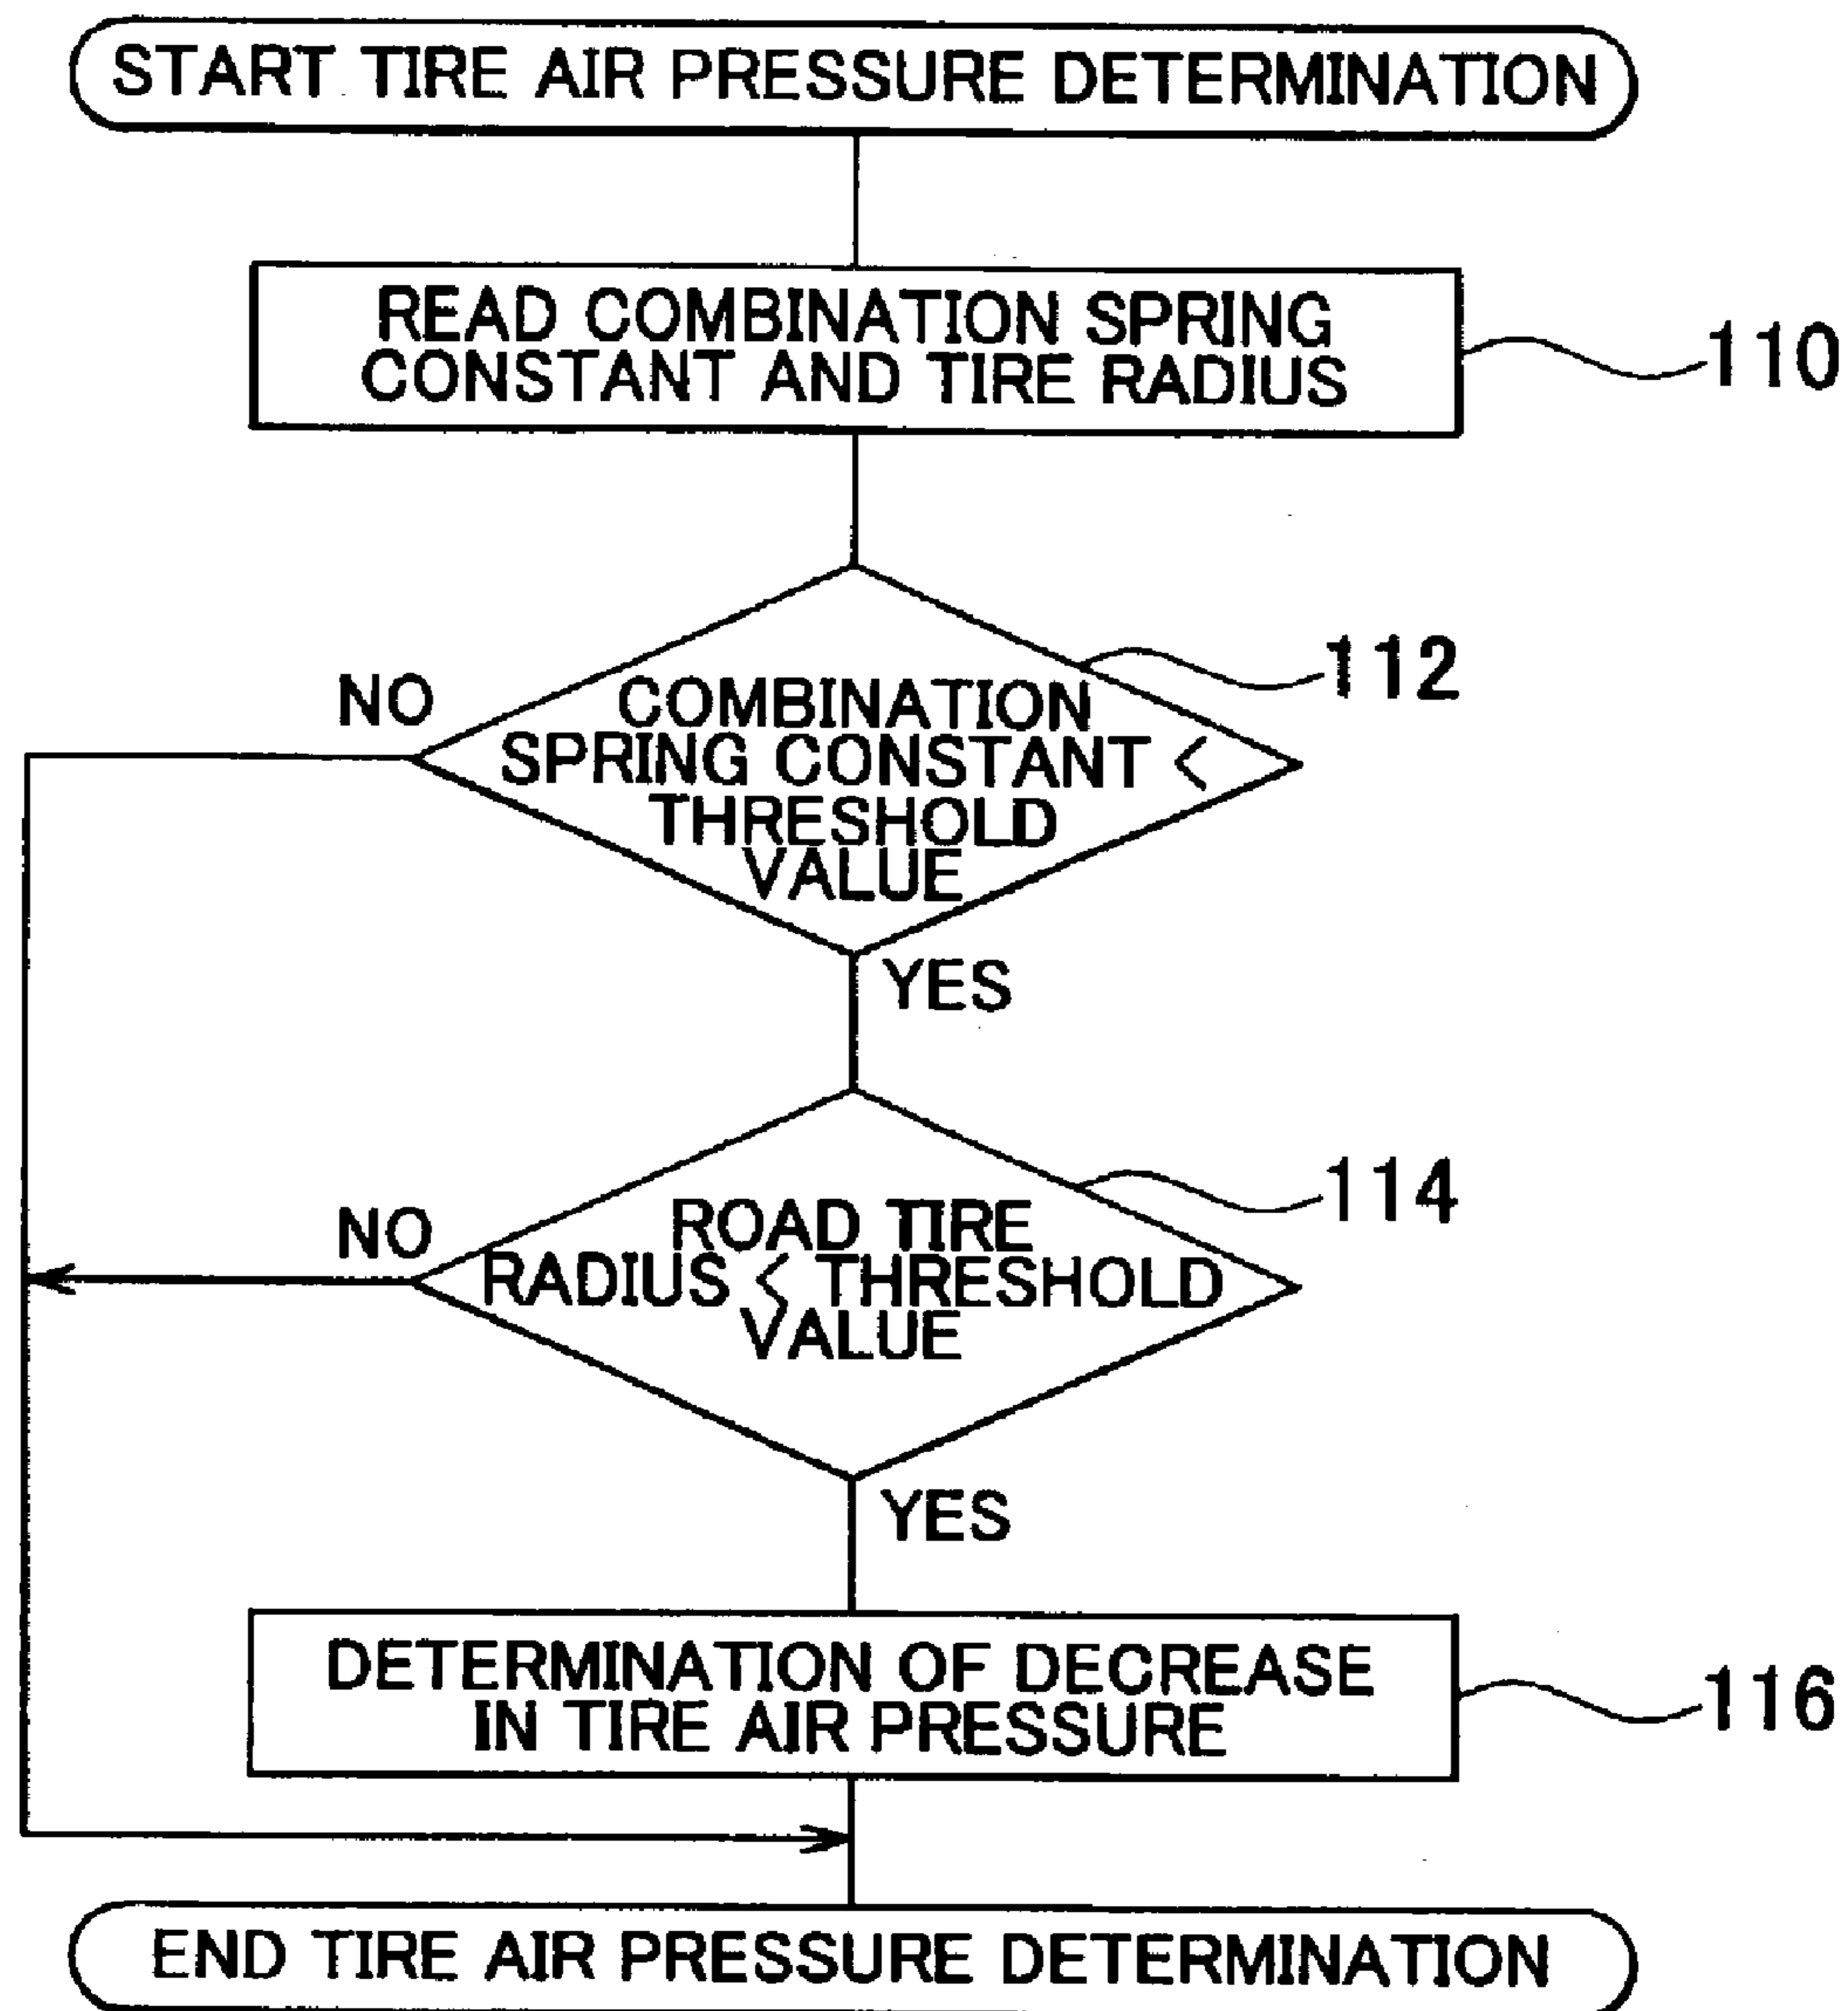 START TIRE AIR PRESSURE DETERMINATION
READ COMBINATION SPRING
CONSTANT AND TIRE RADIUS
110
112
NO
COMBINATION
SPRING CONSTANT <
THRESHOLD
VALUE
YES
114
NO
ROAD TIRE
RADIUS < THRESHOLD
VALUE
YES
DETERMINATION OF DECREASE
IN TIRE AIR PRESSURE
116
END TIRE AIR PRESSURE DETERMINATION